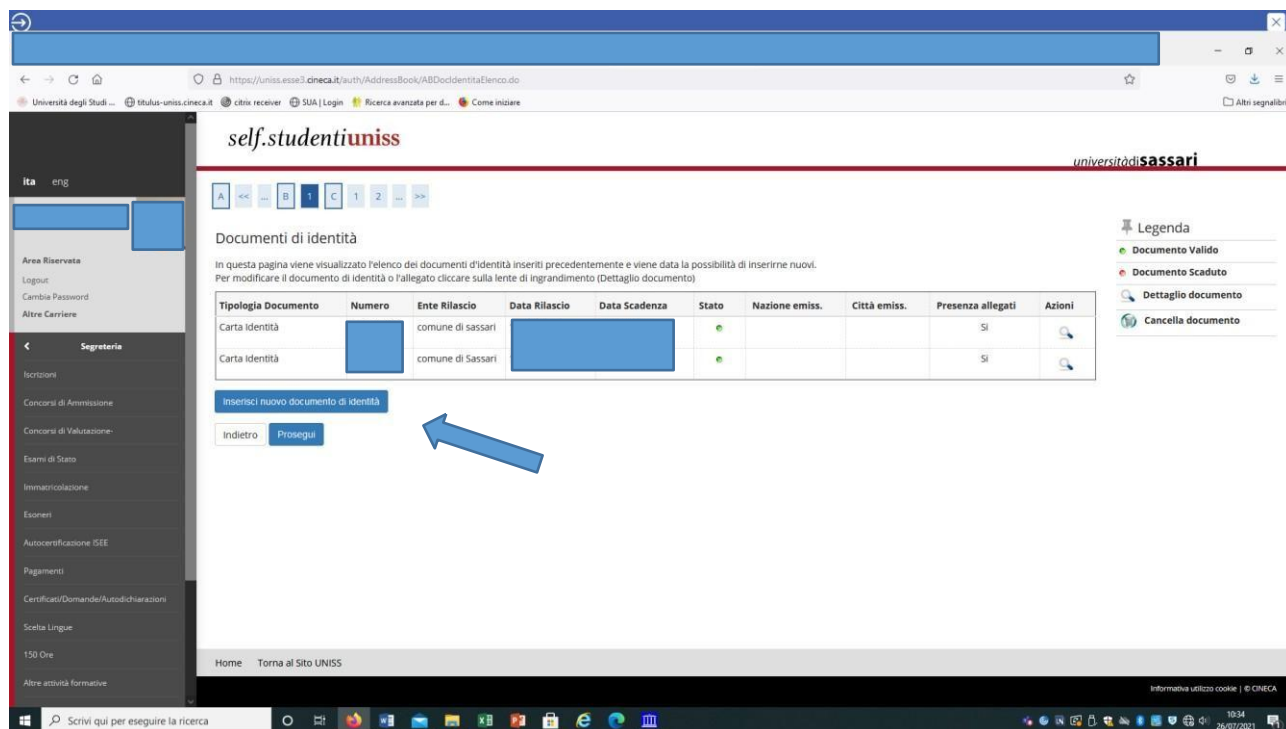 https://uniss.esse3.cineca.it/auth/AddressBook/ABDocIdentitaElenco.do
Università degli Studi ... titulus-uniss.cineca.it citrix receiver SUA | Login Ricerca avanzata per d... Come iniziare Altri segnalibri
self.studentiuniss
universitàdisassari
ita eng
A << ... B 1 C 1 2 ... >>
Area Riservata
Logout
Cambia Password
Altre Carriere
Segreteria
Iscrizioni
Concorsi di Ammissione
Concorsi di Valutazione-
Esami di Stato
Immatricolazione
Esoneri
Autocertificazione ISEE
Pagamenti
Certificati/Domande/Autodichiarazioni
Scelta Lingue
150 Ore
Altre attività formative
Documenti di identità
In questa pagina viene visualizzato l'elenco dei documenti d'identità inseriti precedentemente e viene data la possibilità di inserirne nuovi.
Per modificare il documento di identità o l'allegato cliccare sulla lente di ingrandimento (Dettaglio documento)
Tipologia Documento Numero Ente Rilascio Data Rilascio Data Scadenza Stato Nazione emiss. Città emiss. Presenza allegati Azioni
Carta Identità comune di sassari Sì
Carta Identità comune di Sassari Sì
Inserisci nuovo documento di identità
Indietro Prosegui
Legenda
Documento Valido
Documento Scaduto
Dettaglio documento
Cancella documento
Home Torna al Sito UNISS
Informativa utilizzo cookie | © CINECA
Scrivi qui per eseguire la ricerca
10:34
26/07/2021